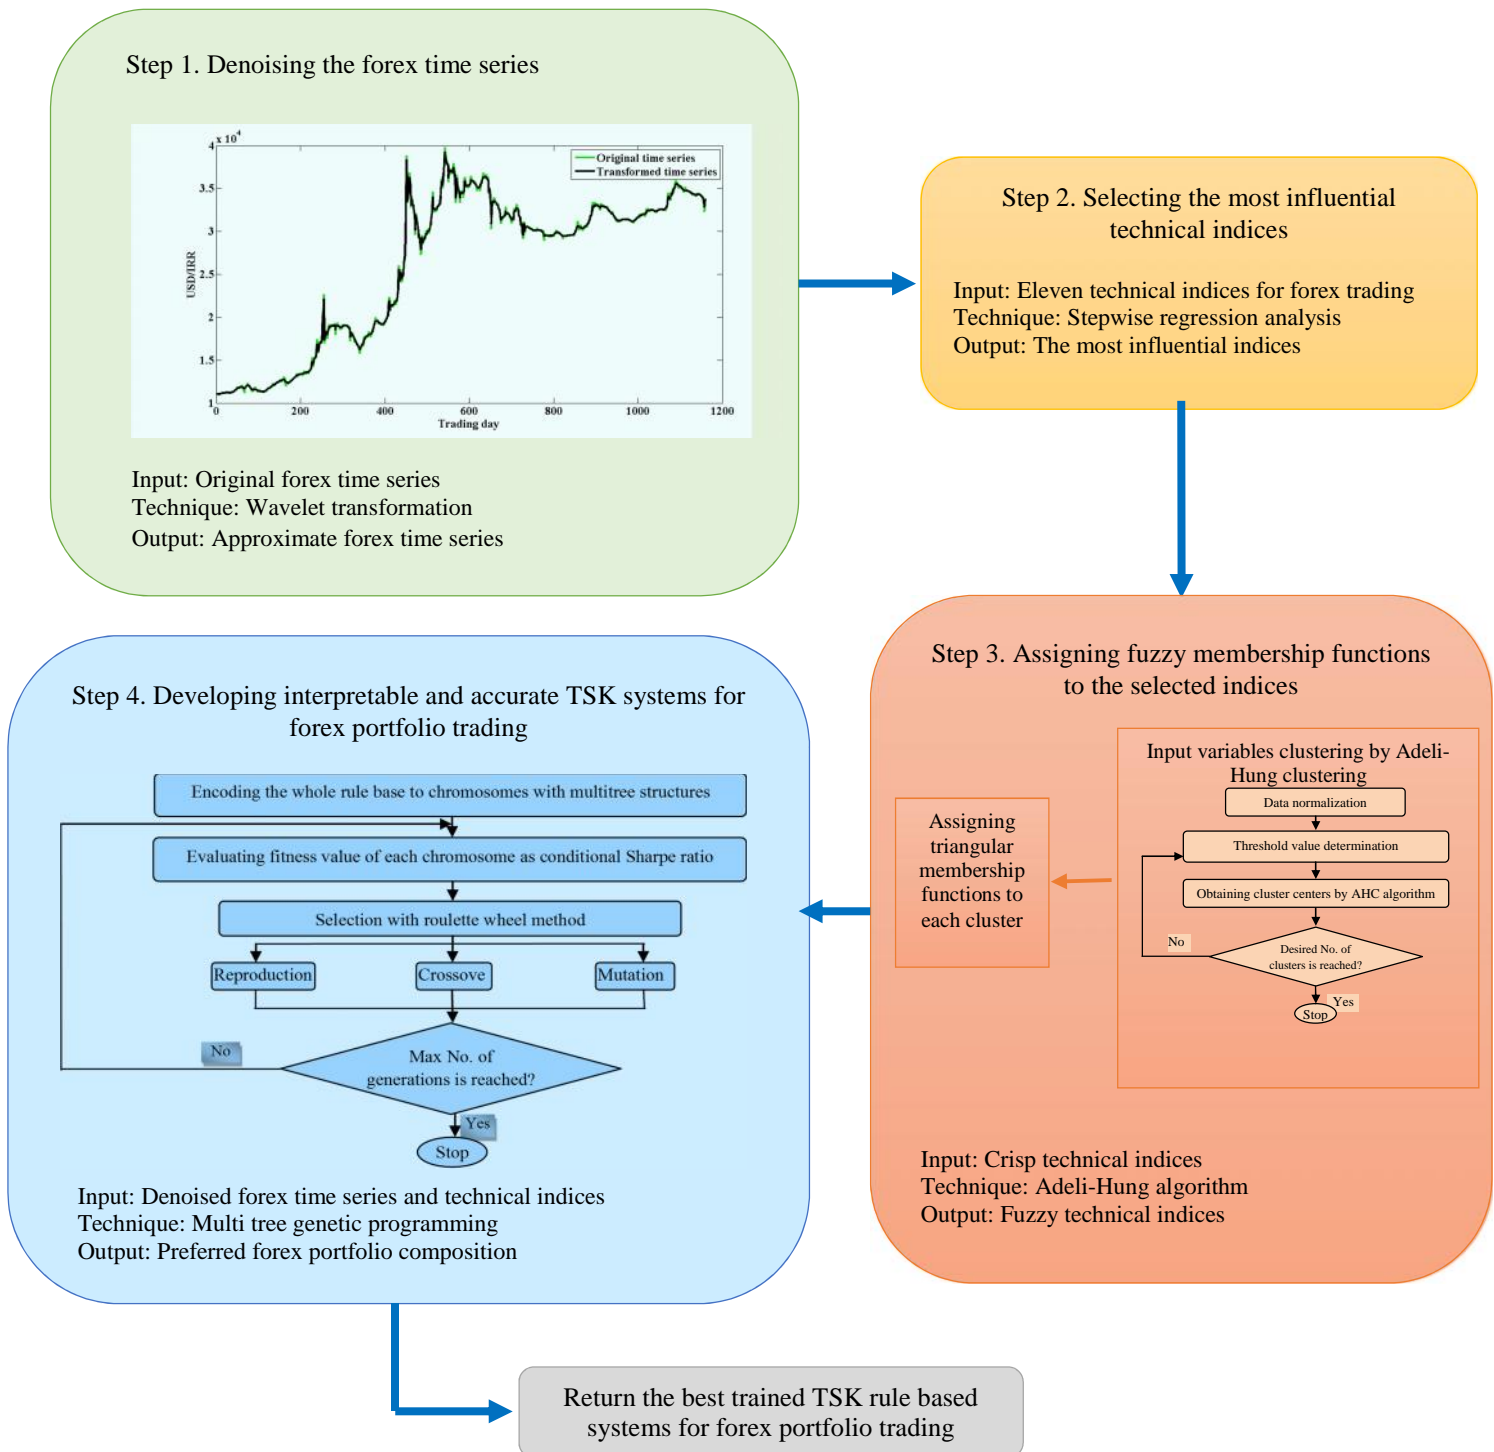 Step 1. Denoising the forex time series
x 10^4
4
3.5
3
2.5
2
1.5
1
USD/IRR
0
200
400
600
800
1000
1200
Trading day
Original time series
Transformed time series
Input: Original forex time series
Technique: Wavelet transformation
Output: Approximate forex time series
Step 2. Selecting the most influential
technical indices
Input: Eleven technical indices for forex trading
Technique: Stepwise regression analysis
Output: The most influential indices
Step 3. Assigning fuzzy membership functions
to the selected indices
Input variables clustering by Adeli-
Hung clustering
Data normalization
Threshold value determination
Obtaining cluster centers by AHC algorithm
No
Desired No. of
clusters is reached?
Yes
Stop
Assigning
triangular
membership
functions to
each cluster
Input: Crisp technical indices
Technique: Adeli-Hung algorithm
Output: Fuzzy technical indices
Step 4. Developing interpretable and accurate TSK systems for
forex portfolio trading
Encoding the whole rule base to chromosomes with multitree structures
Evaluating fitness value of each chromosome as conditional Sharpe ratio
Selection with roulette wheel method
Reproduction
Crossove
Mutation
No
Max No. of
generations is reached?
Yes
Stop
Input: Denoised forex time series and technical indices
Technique: Multi tree genetic programming
Output: Preferred forex portfolio composition
Return the best trained TSK rule based
systems for forex portfolio trading